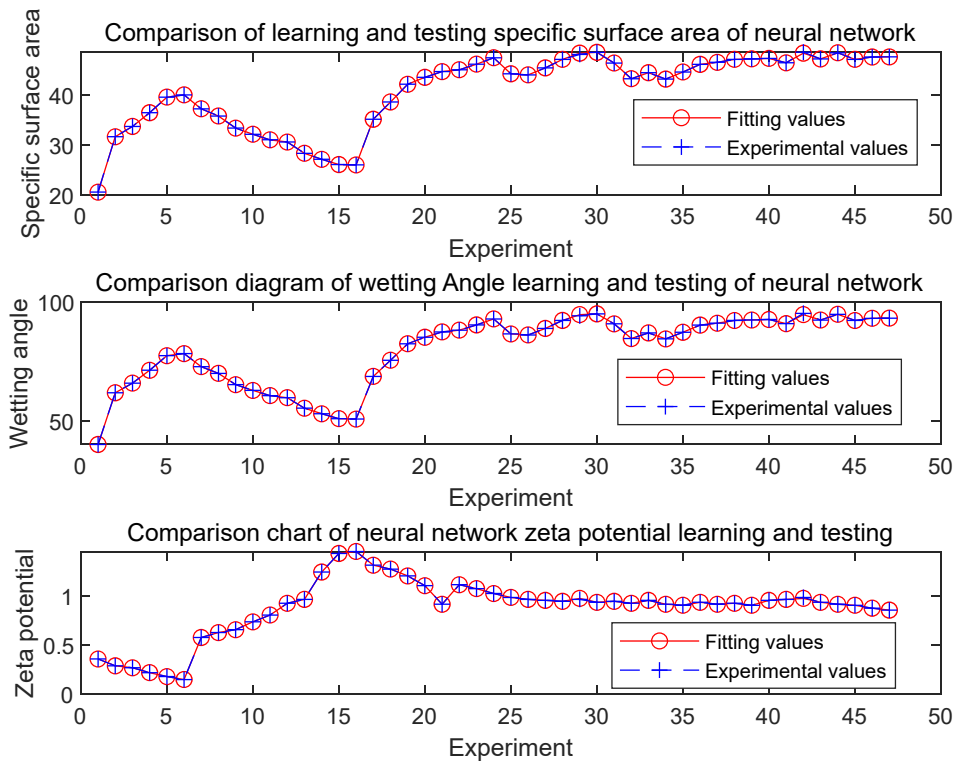 Comparison of learning and testing specific surface area of neural network
Specific surface area
40
30
20
Fitting values
Experimental values
0 5 10 15 20 25 30 35 40 45 50
Experiment
Comparison diagram of wetting Angle learning and testing of neural network
Wetting angle
100
50
Fitting values
Experimental values
0 5 10 15 20 25 30 35 40 45 50
Experiment
Comparison chart of neural network zeta potential learning and testing
Zeta potential
1
0.5
0
Fitting values
Experimental values
0 5 10 15 20 25 30 35 40 45 50
Experiment